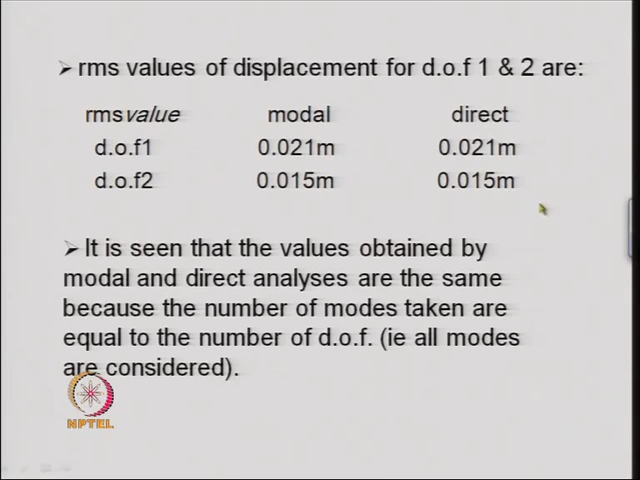 ➢ rms values of displacement for d.o.f 1 & 2 are:
rms value modal direct
d.o.f1 0.021m 0.021m
d.o.f2 0.015m 0.015m
➢ It is seen that the values obtained by
modal and direct analyses are the same
because the number of modes taken are
equal to the number of d.o.f. (ie all modes
are considered).
NPTEL